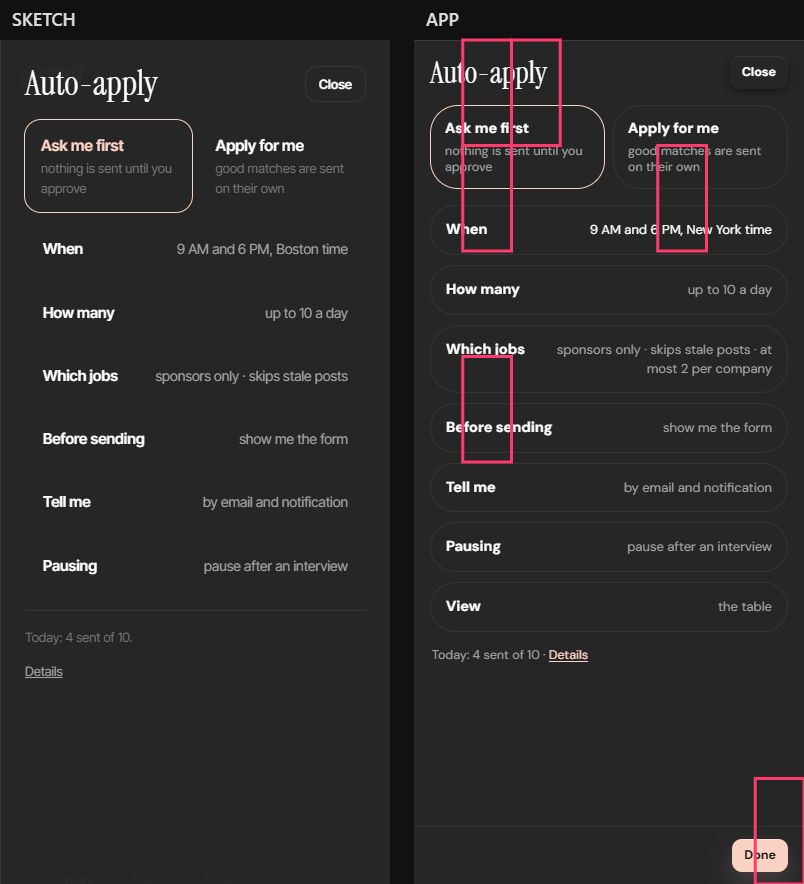 SKETCH
Auto-apply
Close
Ask me first
nothing is sent until you
approve
Apply for me
good matches are sent
on their own
When
9 AM and 6 PM, Boston time
How many
up to 10 a day
Which jobs
sponsors only · skips stale posts
Before sending
show me the form
Tell me
by email and notification
Pausing
pause after an interview
Today: 4 sent of 10.
Details
APP
Auto-apply
Close
Ask me first
nothing is sent until you
approve
Apply for me
good matches are sent
on their own
When
9 AM and 6 PM, New York time
How many
up to 10 a day
Which jobs
sponsors only · skips stale posts · at
most 2 per company
Before sending
show me the form
Tell me
by email and notification
Pausing
pause after an interview
View
the table
Today: 4 sent of 10 · Details
Done